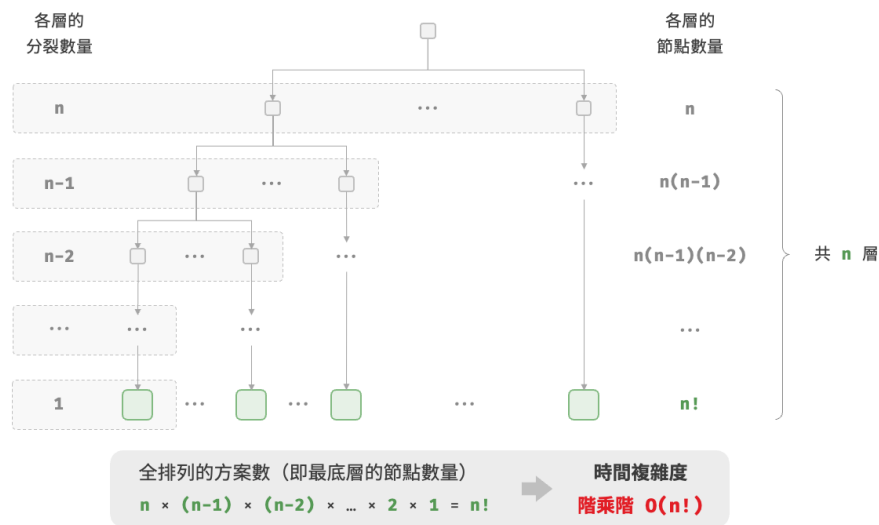 各層的
分裂數量
各層的
節點數量
n
...
n
n-1
...
...
n(n-1)
n-2
...
...
n(n-1)(n-2)
共 n 層
...
...
...
...
1
...
...
...
n!
全排列的方案數（即最底層的節點數量）
n × (n-1) × (n-2) × … × 2 × 1 = n!
時間複雜度
階乘階 O(n!)